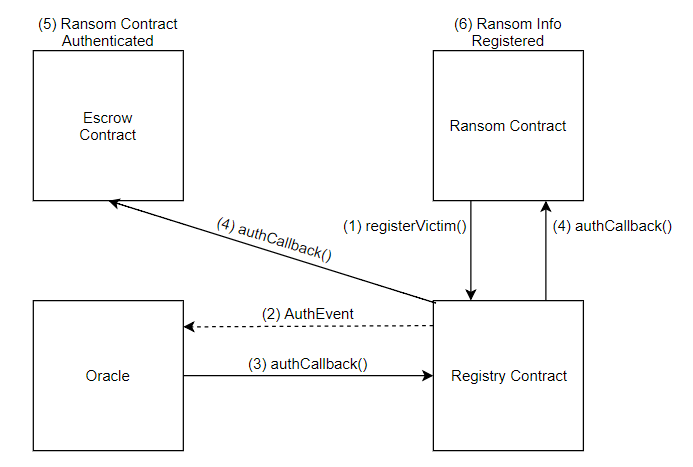 (5) Ransom Contract
Authenticated
(6) Ransom Info
Registered
Escrow
Contract
Ransom Contract
(4) authCallback()
(1) registerVictim()
(4) authCallback()
(2) AuthEvent
(3) authCallback()
Oracle
Registry Contract